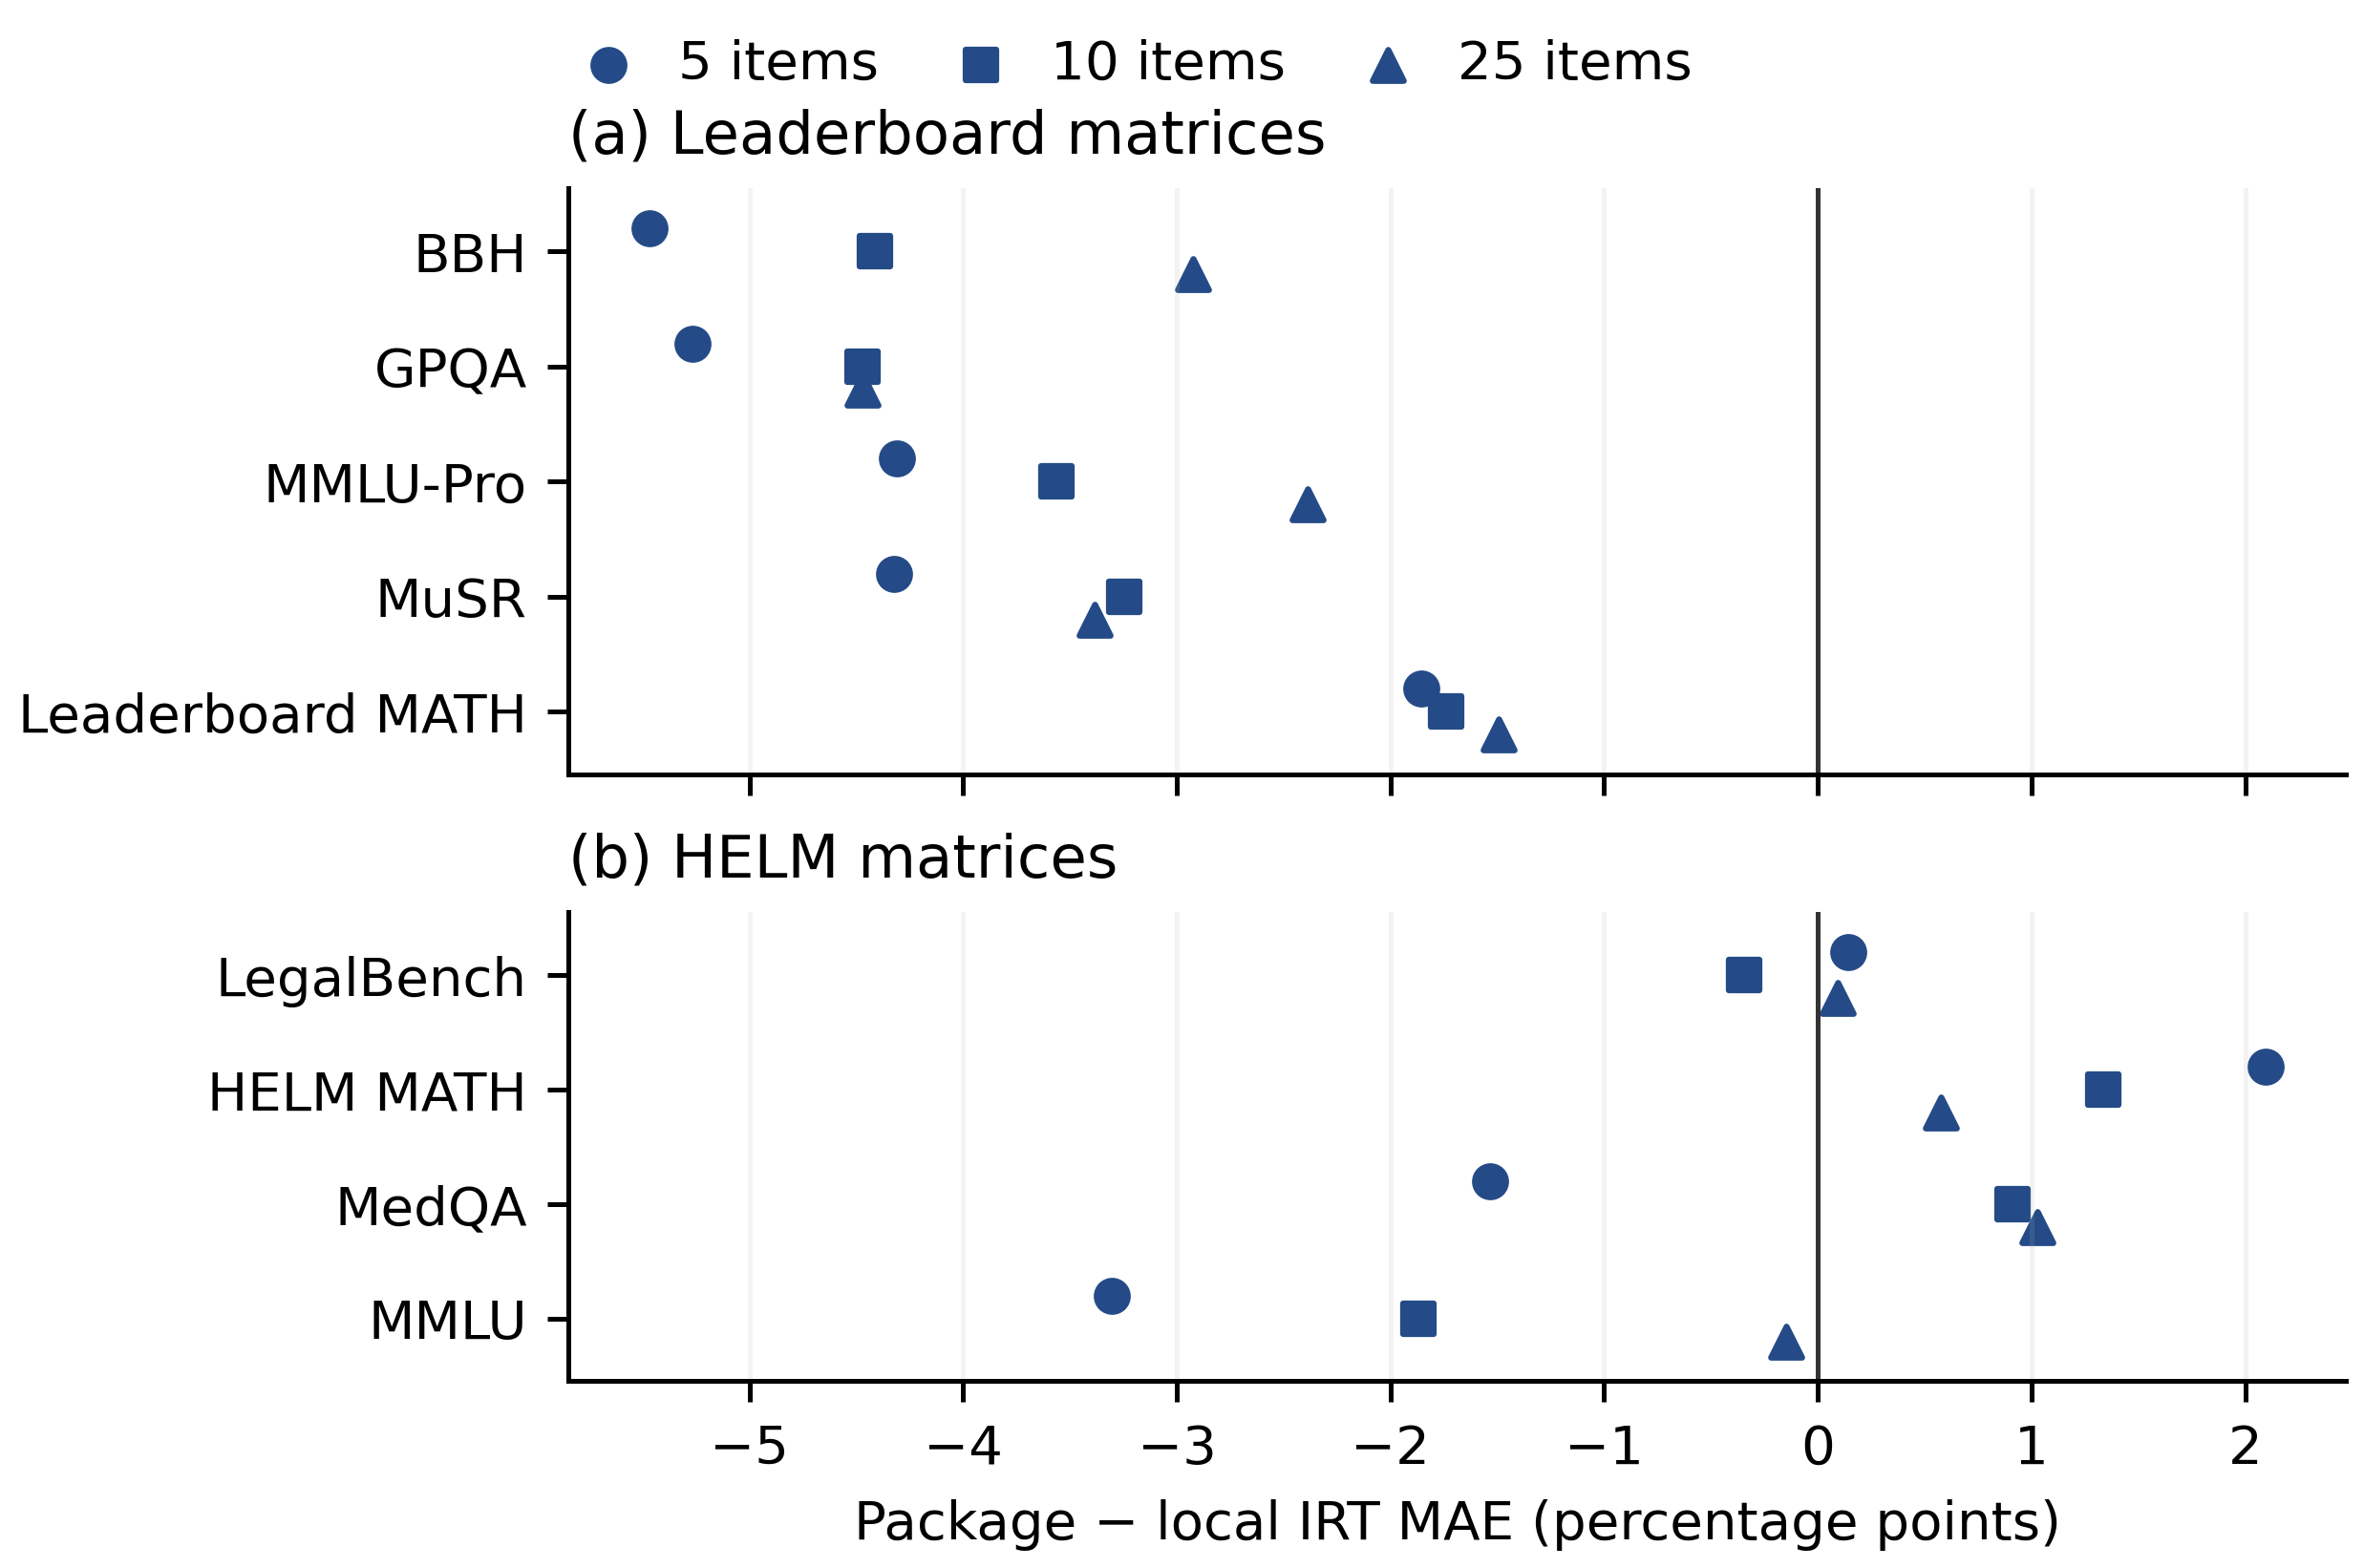 5 items 10 items 25 items
(a) Leaderboard matrices
BBH
GPQA
MMLU-Pro
MuSR
Leaderboard MATH
(b) HELM matrices
LegalBench
HELM MATH
MedQA
MMLU
−5 −4 −3 −2 −1 0 1 2
Package − local IRT MAE (percentage points)